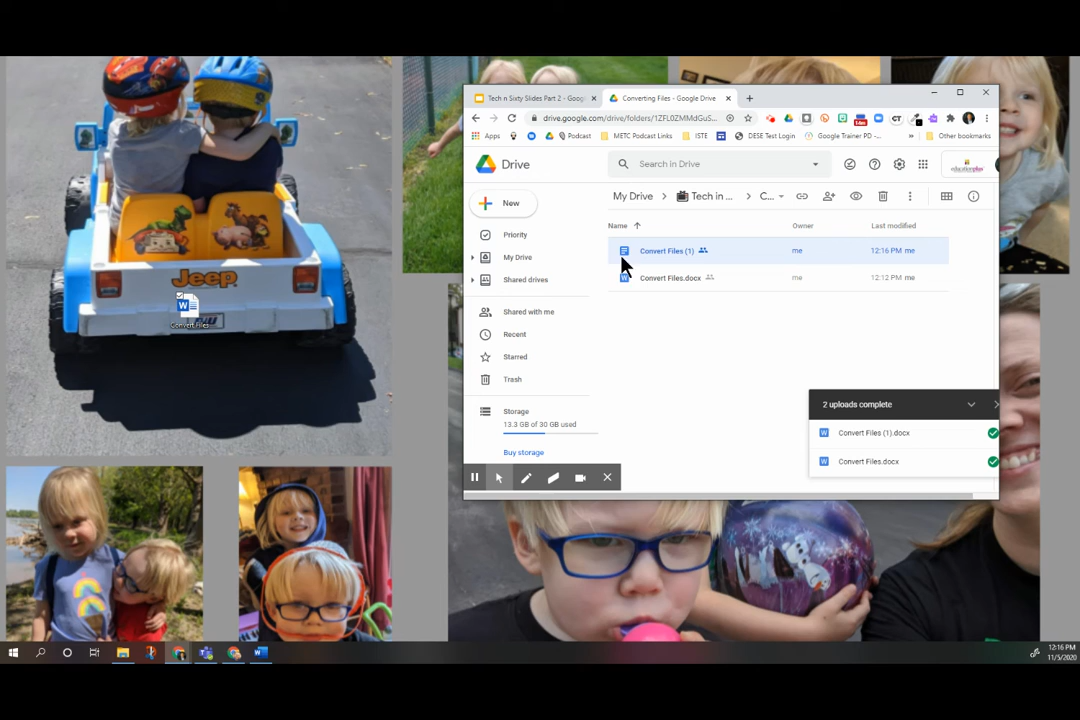 Jeep
Convert Files
Tech n Sixty Slides Part 2 - Goog
Converting Files - Google Drive
drive.google.com/drive/folders/1ZFL0ZMlMdGuS...
Apps
Podcast
METC Podcast Links
ISTE
DESE Test Login
Google Trainer PD -...
Other bookmarks
Drive
Search in Drive
educationplus
New
My Drive
Tech in ...
C...
Name
Owner
Last modified
Priority
Convert Files (1)
me
12:16 PM me
My Drive
Convert Files.docx
me
12:12 PM me
Shared drives
Shared with me
Recent
Starred
Trash
Storage
13.3 GB of 30 GB used
Buy storage
2 uploads complete
Convert Files (1).docx
Convert Files.docx
12:16 PM
11/5/2020